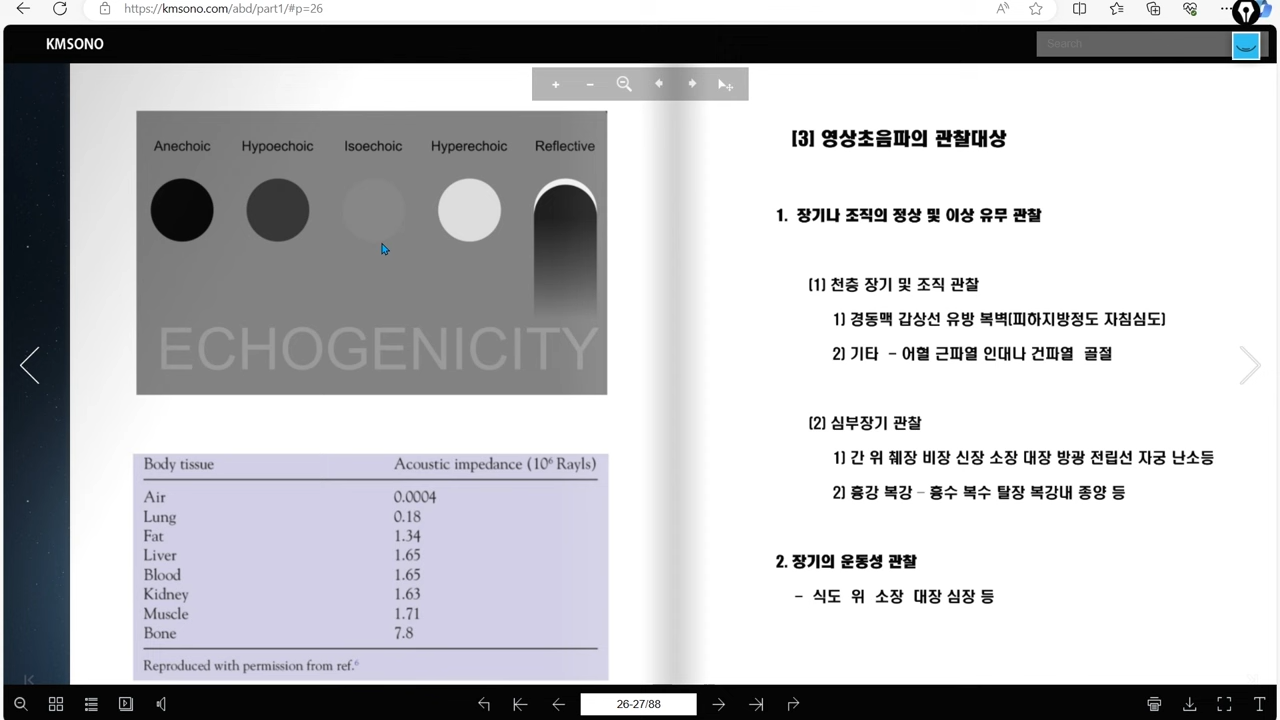 https://kmsono.com/abd/part1/#p=26
KMSONO
Search
Anechoic Hypoechoic Isoechoic Hyperechoic Reflective
ECHOGENICITY
Body tissue Acoustic impedance (10⁶ Rayls)
Air 0.0004
Lung 0.18
Fat 1.34
Liver 1.65
Blood 1.65
Kidney 1.63
Muscle 1.71
Bone 7.8
Reproduced with permission from ref.⁶
[3] 영상초음파의 관찰대상
1. 장기나 조직의 정상 및 이상 유무 관찰
(1) 천층 장기 및 조직 관찰
1) 경동맥 갑상선 유방 복벽(피하지방정도 자침심도)
2) 기타 - 어혈 근파열 인대나 건파열 골절
(2) 심부장기 관찰
1) 간 위 췌장 비장 신장 소장 대장 방광 전립선 자궁 난소등
2) 흉강 복강 - 흉수 복수 탈장 복강내 종양 등
2. 장기의 운동성 관찰
- 식도 위 소장 대장 심장 등
26-27/88